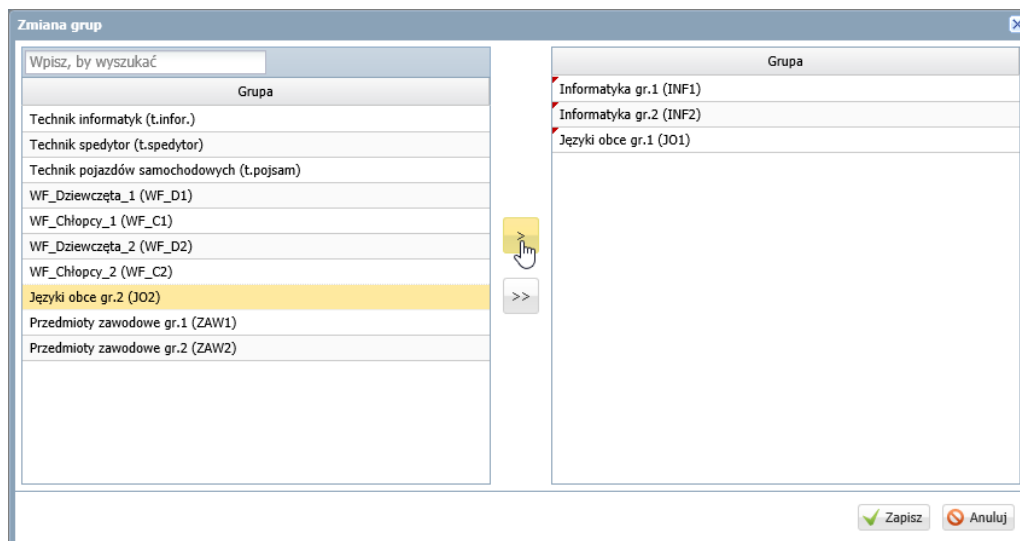 Zmiana grup
Wpisz, by wyszukać
Grupa
Technik informatyk (t.infor.)
Technik spedytor (t.spedytor)
Technik pojazdów samochodowych (t.pojsam)
WF_Dziewczęta_1 (WF_D1)
WF_Chłopcy_1 (WF_C1)
WF_Dziewczęta_2 (WF_D2)
WF_Chłopcy_2 (WF_C2)
Języki obce gr.2 (JO2)
Przedmioty zawodowe gr.1 (ZAW1)
Przedmioty zawodowe gr.2 (ZAW2)
>
>>
Grupa
Informatyka gr.1 (INF1)
Informatyka gr.2 (INF2)
Języki obce gr.1 (JO1)
Zapisz
Anuluj